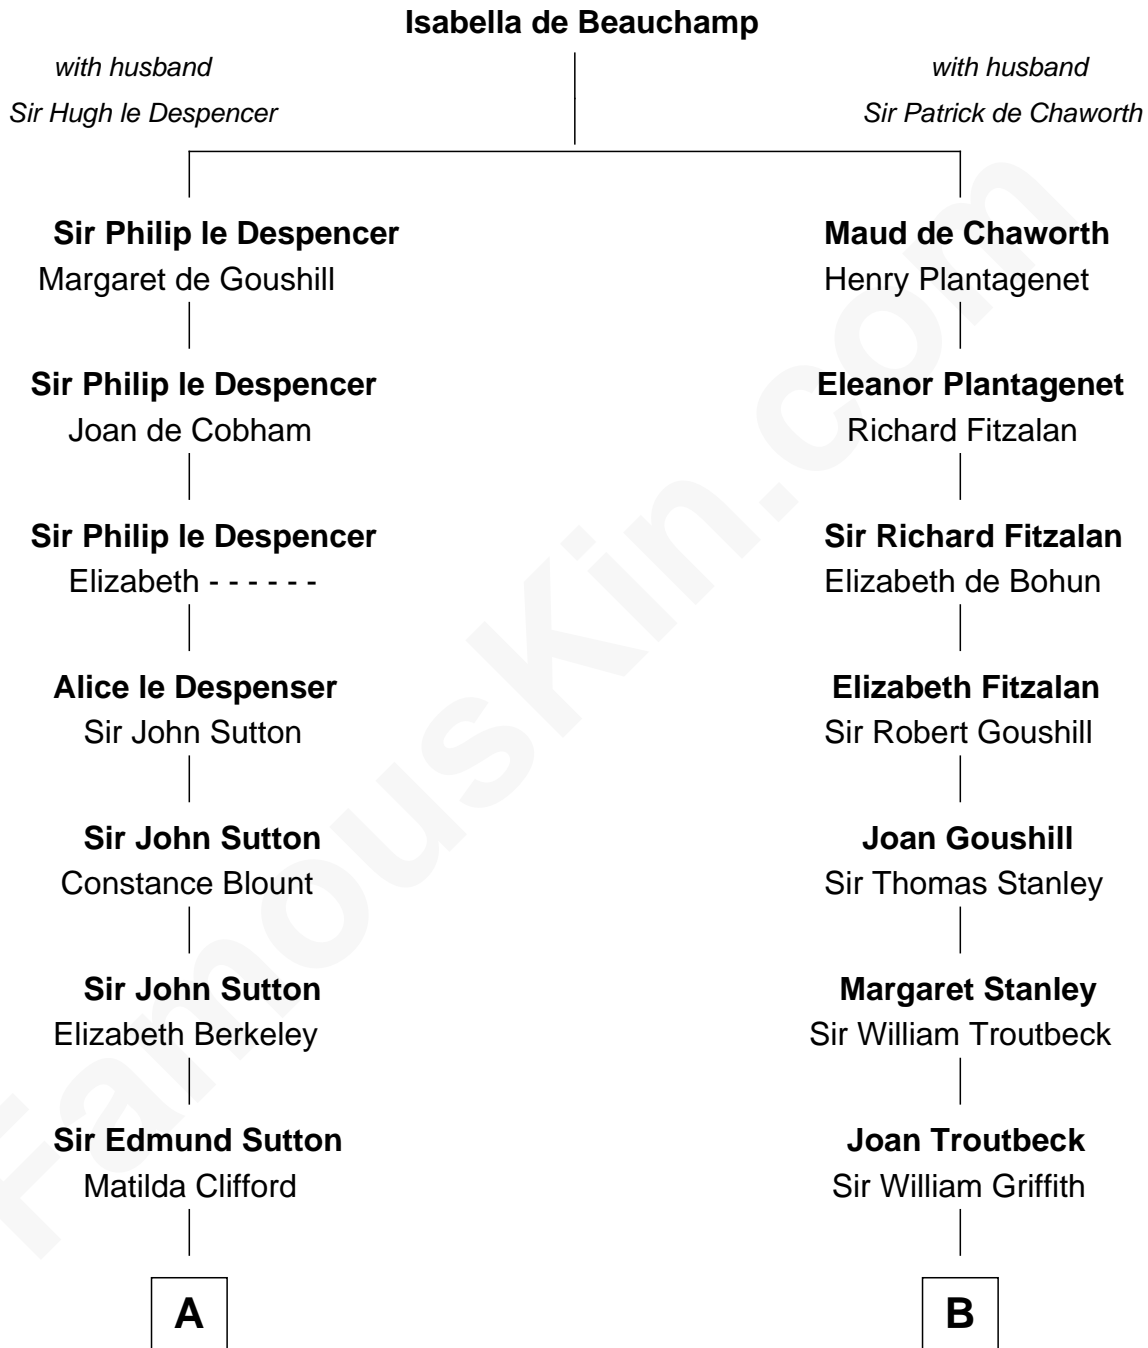 Isabella de Beauchamp
with husband
Sir Hugh le Despencer
with husband
Sir Patrick de Chaworth
Sir Philip le Despencer
Margaret de Goushill
Maud de Chaworth
Henry Plantagenet
Sir Philip le Despencer
Joan de Cobham
Eleanor Plantagenet
Richard Fitzalan
Sir Philip le Despencer
Elizabeth - - - - - -
Sir Richard Fitzalan
Elizabeth de Bohun
Alice le Despenser
Sir John Sutton
Elizabeth Fitzalan
Sir Robert Goushill
Sir John Sutton
Constance Blount
Joan Goushill
Sir Thomas Stanley
Sir John Sutton
Elizabeth Berkeley
Margaret Stanley
Sir William Troutbeck
Sir Edmund Sutton
Matilda Clifford
Joan Troutbeck
Sir William Griffith
A
B
FamousKin.com